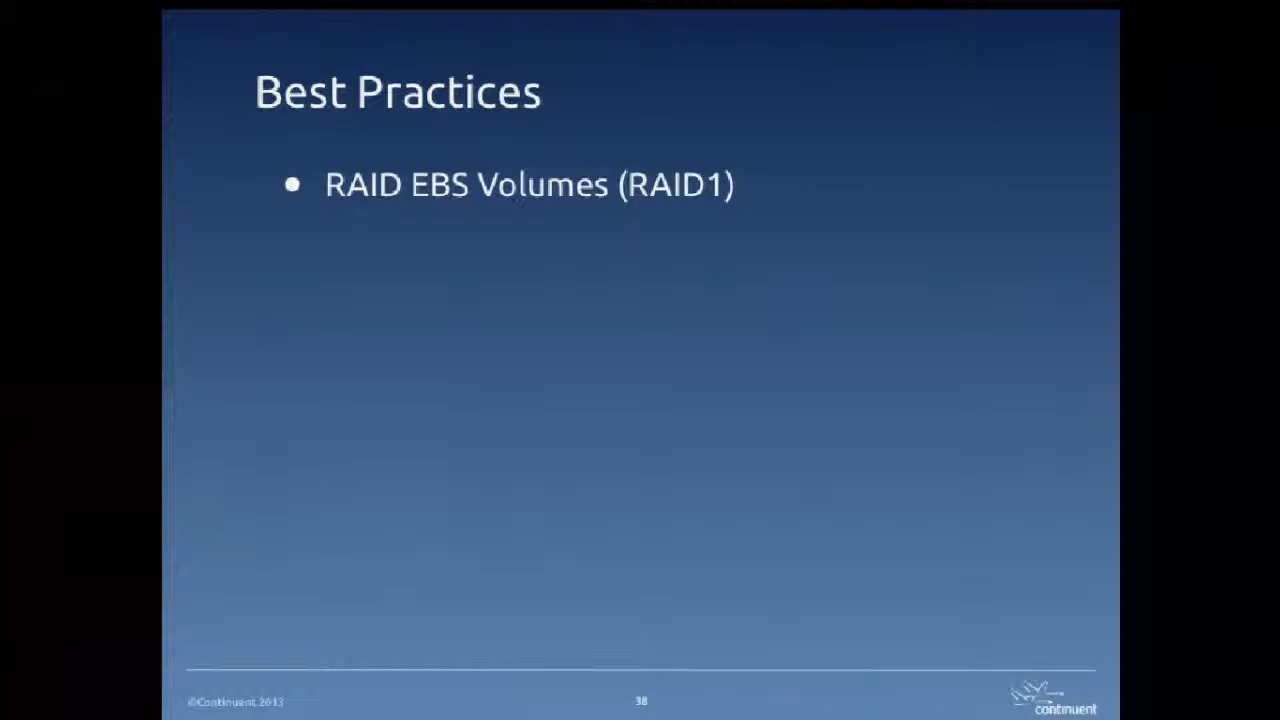 Best Practices
• RAID EBS Volumes (RAID1)
©Continuent 2013
38
continuent